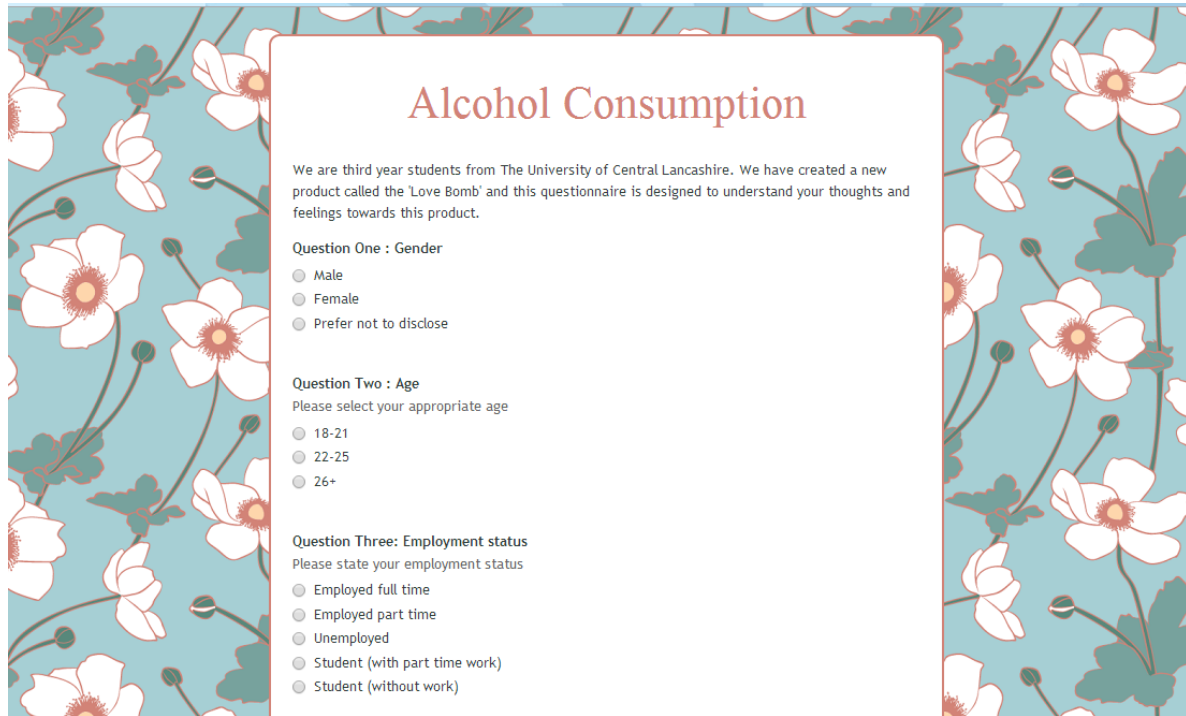 Alcohol Consumption
We are third year students from The University of Central Lancashire. We have created a new
product called the 'Love Bomb' and this questionnaire is designed to understand your thoughts and
feelings towards this product.
Question One : Gender
Male
Female
Prefer not to disclose
Question Two : Age
Please select your appropriate age
18-21
22-25
26+
Question Three: Employment status
Please state your employment status
Employed full time
Employed part time
Unemployed
Student (with part time work)
Student (without work)